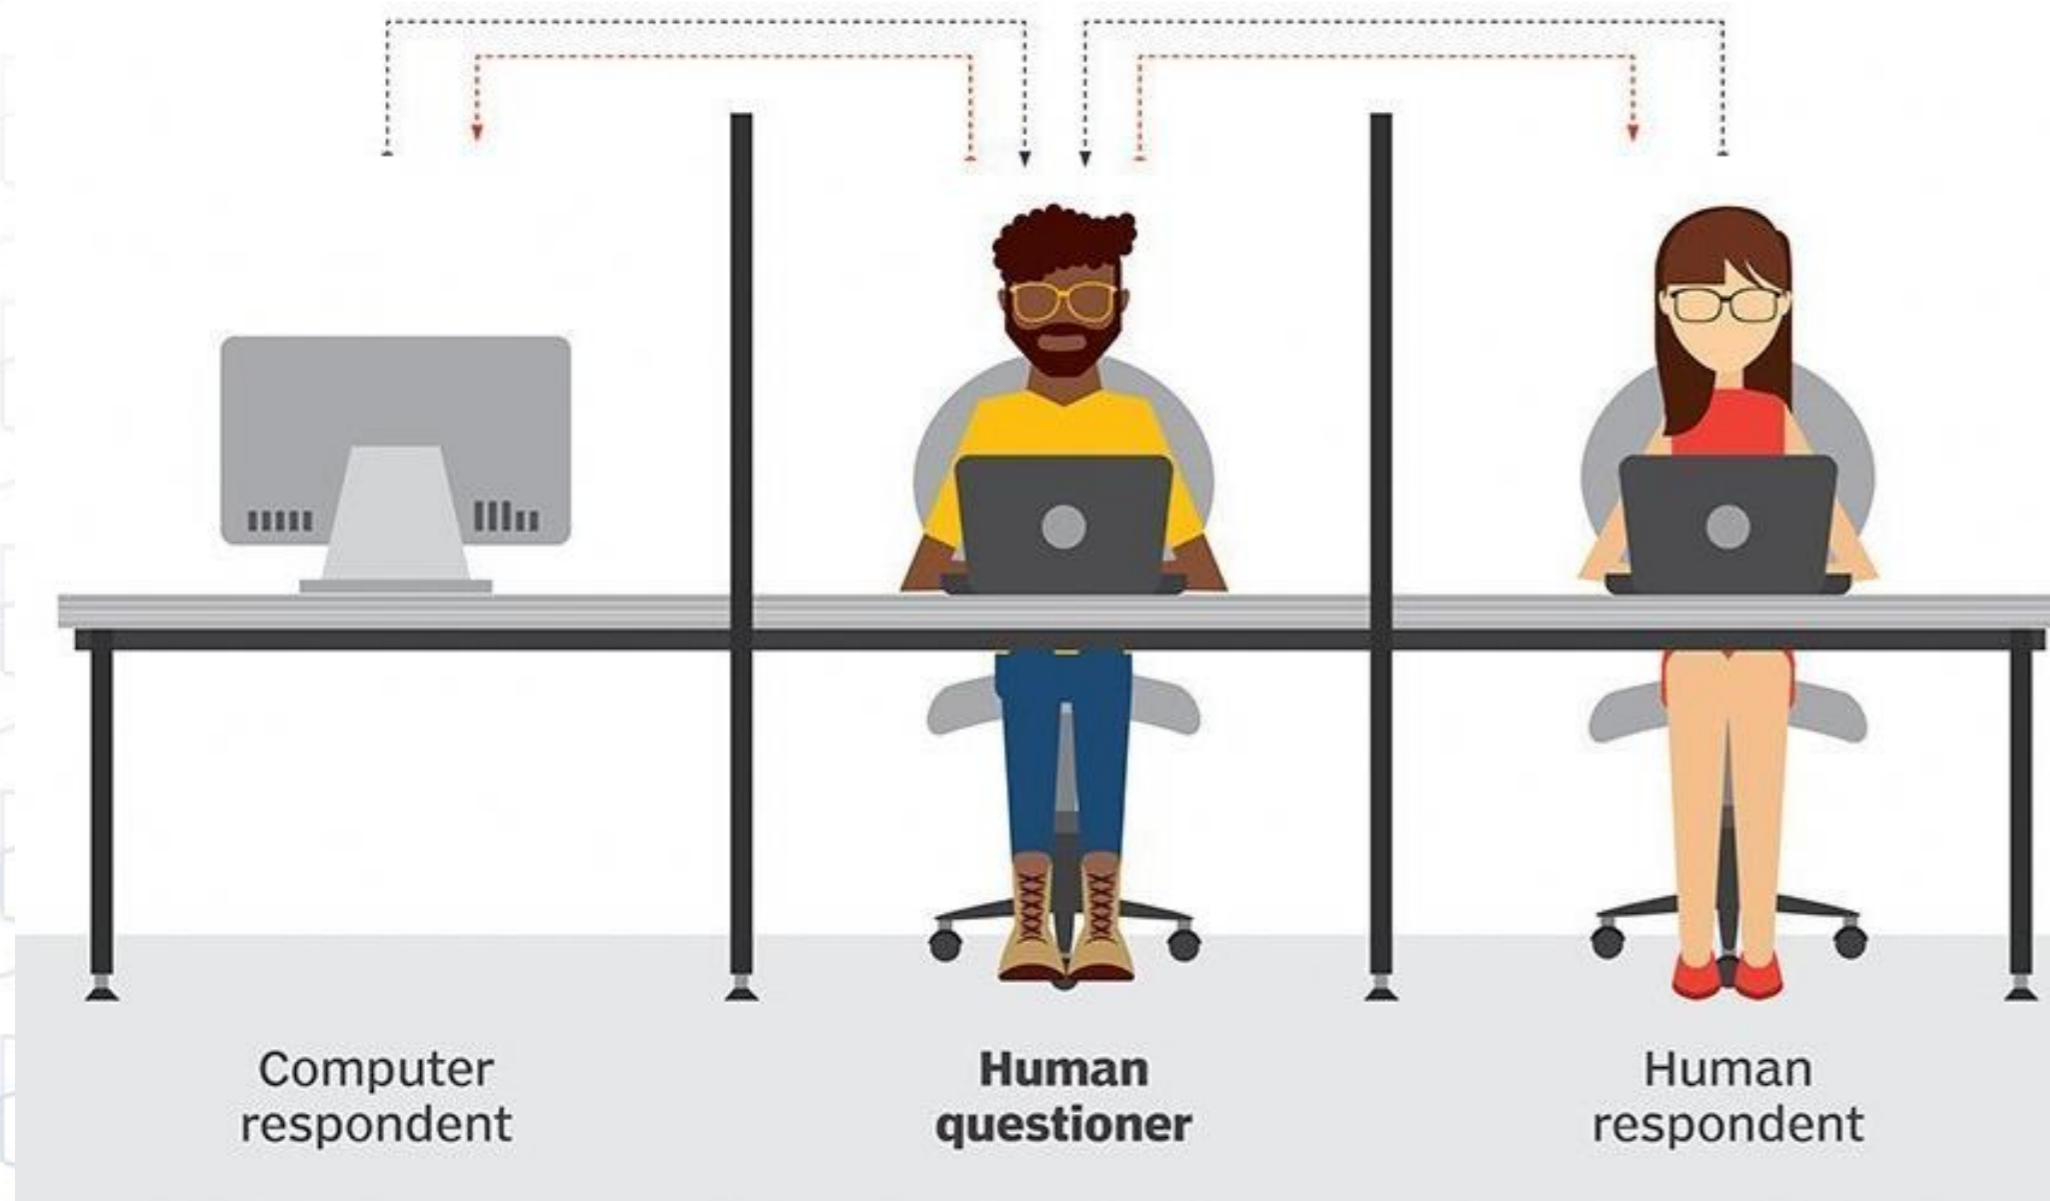 Computer
respondent
Human
questioner
Human
respondent